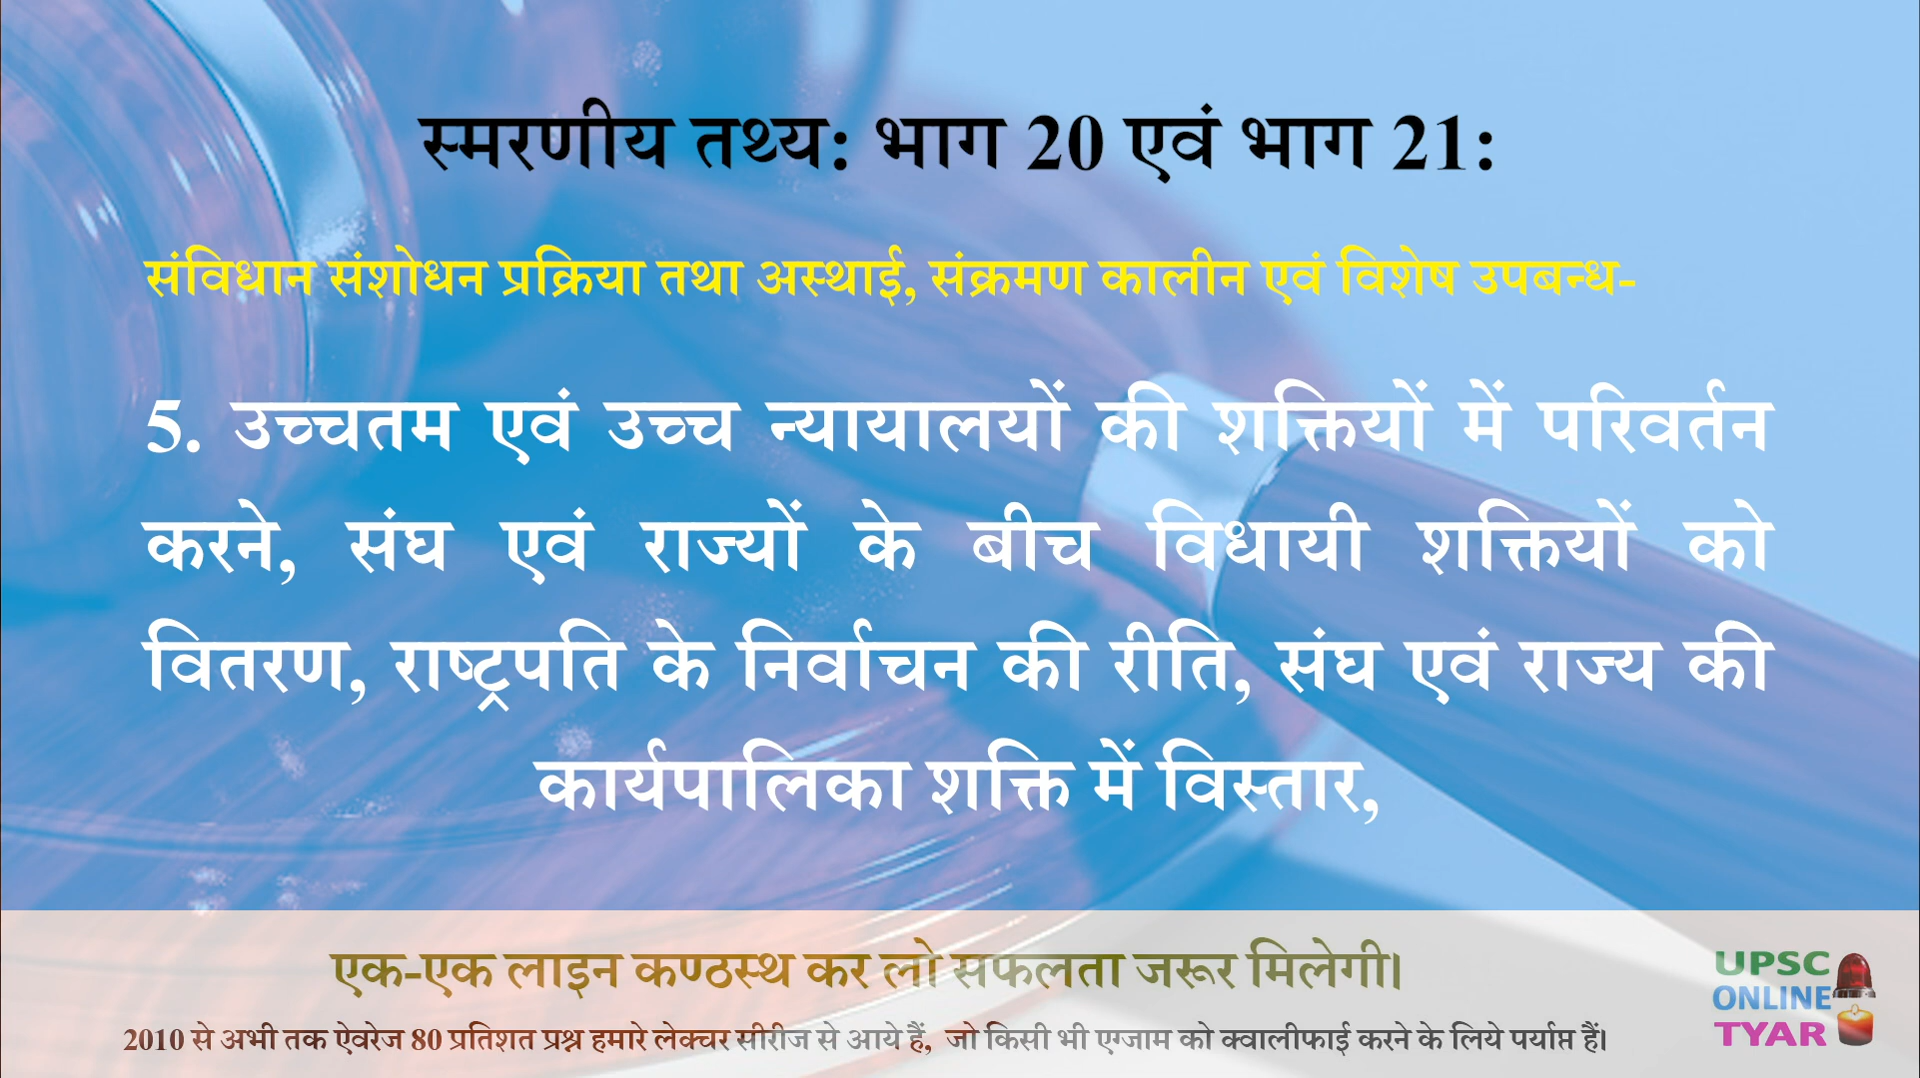 स्मरणीय तथ्य: भाग 20 एवं भाग 21:
संविधान संशोधन प्रक्रिया तथा अस्थाई, संक्रमण कालीन एवं विशेष उपबन्ध-
5. उच्चतम एवं उच्च न्यायालयों की शक्तियों में परिवर्तन
करने, संघ एवं राज्यों के बीच विधायी शक्तियों को
वितरण, राष्ट्रपति के निर्वाचन की रीति, संघ एवं राज्य की
कार्यपालिका शक्ति में विस्तार,
एक-एक लाइन कण्ठस्थ कर लो सफलता जरूर मिलेगी।
2010 से अभी तक ऐवरेज 80 प्रतिशत प्रश्न हमारे लेक्चर सीरीज से आये हैं, जो किसी भी एग्जाम को क्वालीफाई करने के लिये पर्याप्त हैं।
UPSC
ONLINE
TYAR